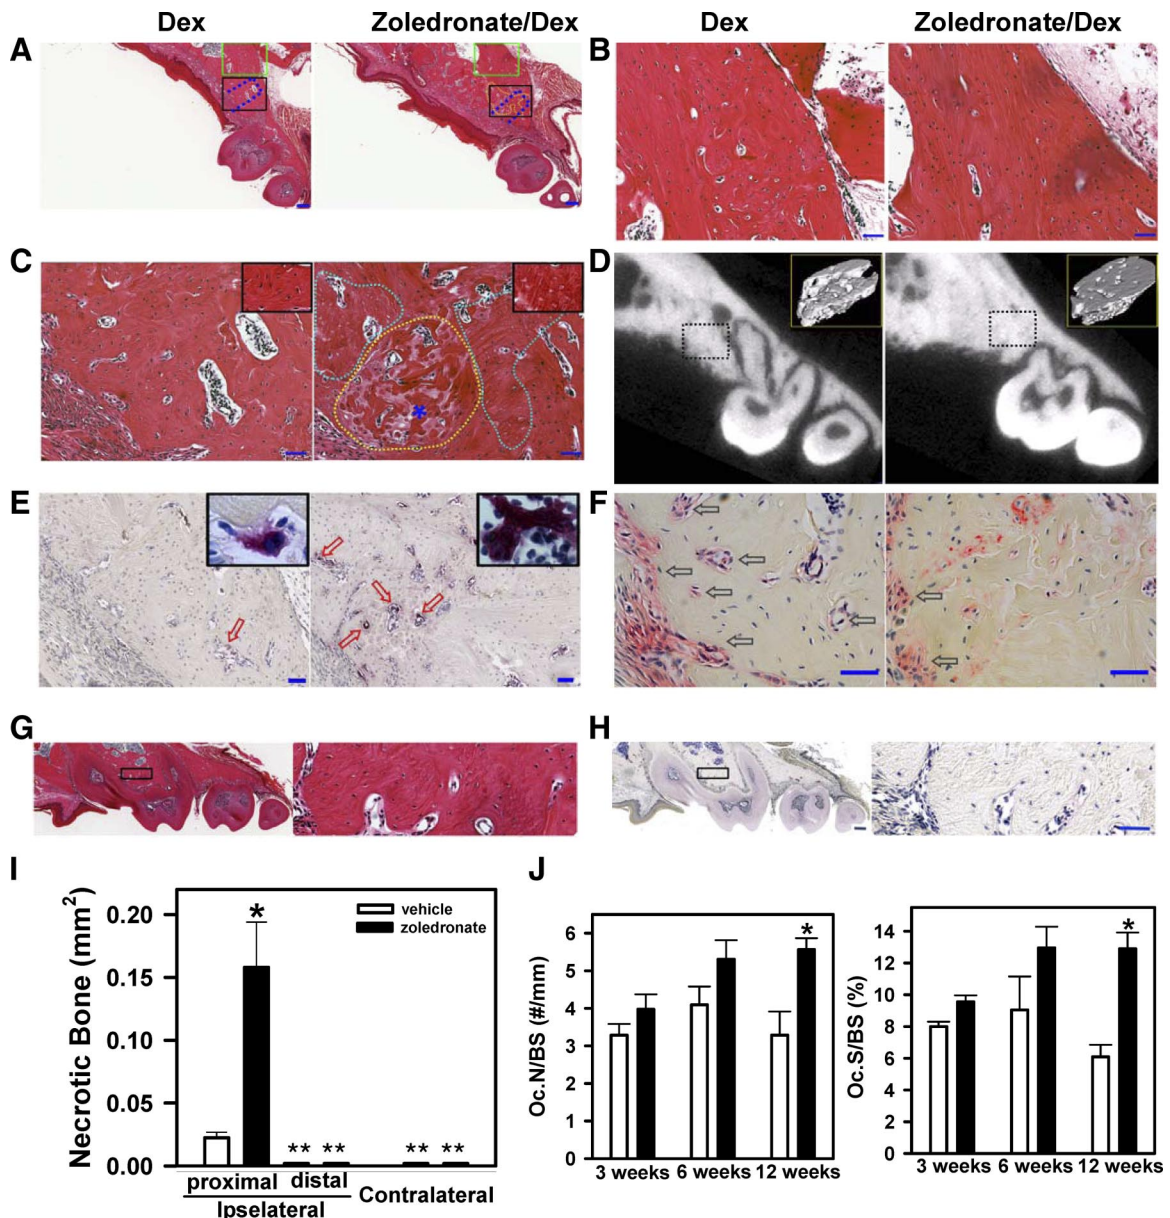 Dex
Zoledronate/Dex
Dex
Zoledronate/Dex
A
B
C
*
D
E
F
G
H
I
Necrotic Bone (mm²)
0.20
0.15
0.10
0.05
0.00
*
** **
** **
vehicle
zoledronate
proximal
distal
Ipselateral
Contralateral
J
Oc.N/BS (#/mm)
6
5
4
3
2
1
0
*
3 weeks
6 weeks
12 weeks
Oc.S/BS (%)
14
12
10
8
6
4
2
0
*
3 weeks
6 weeks
12 weeks